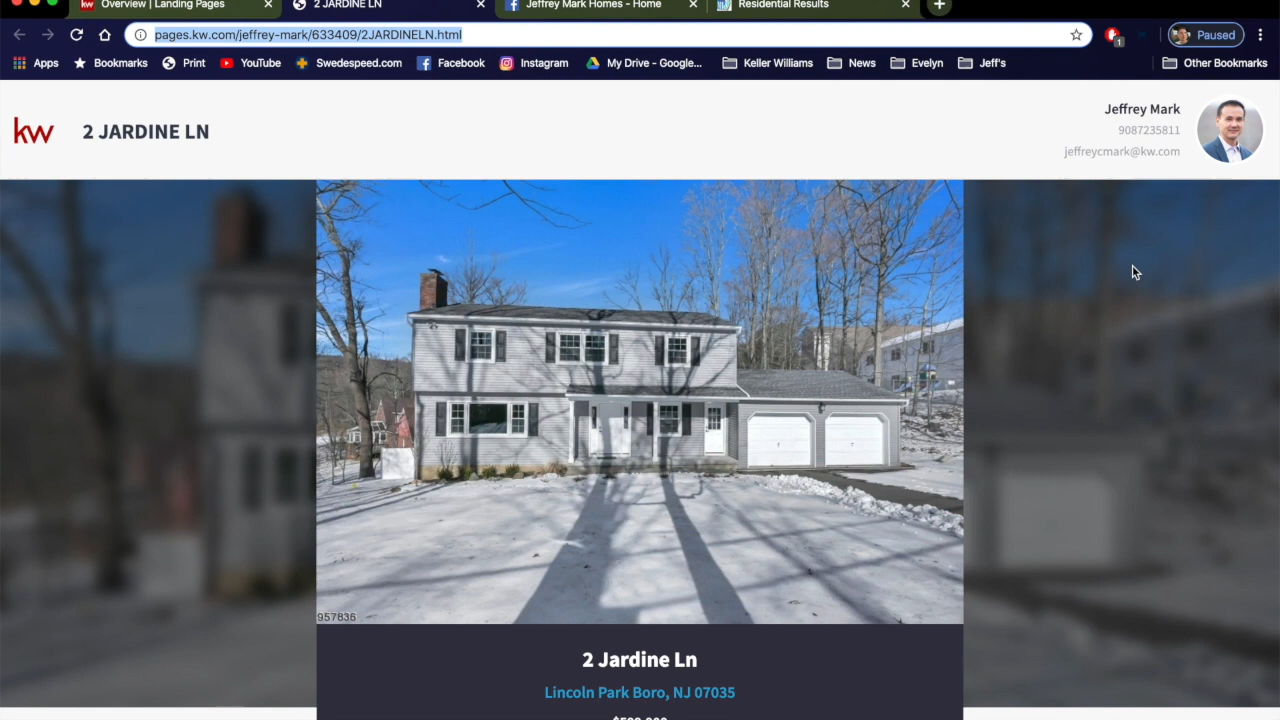 Overview | Landing Pages
2 JARDINE LN
Jeffrey Mark Homes - Home
Residential Results
pages.kw.com/jeffrey-mark/633409/2JARDINELN.html
1
Paused
Apps
Bookmarks
Print
YouTube
Swedespeed.com
Facebook
Instagram
My Drive - Google...
Keller Williams
News
Evelyn
Jeff's
Other Bookmarks
kw
2 JARDINE LN
Jeffrey Mark
9087235811
jeffreycmark@kw.com
957836
2 Jardine Ln
Lincoln Park Boro, NJ 07035